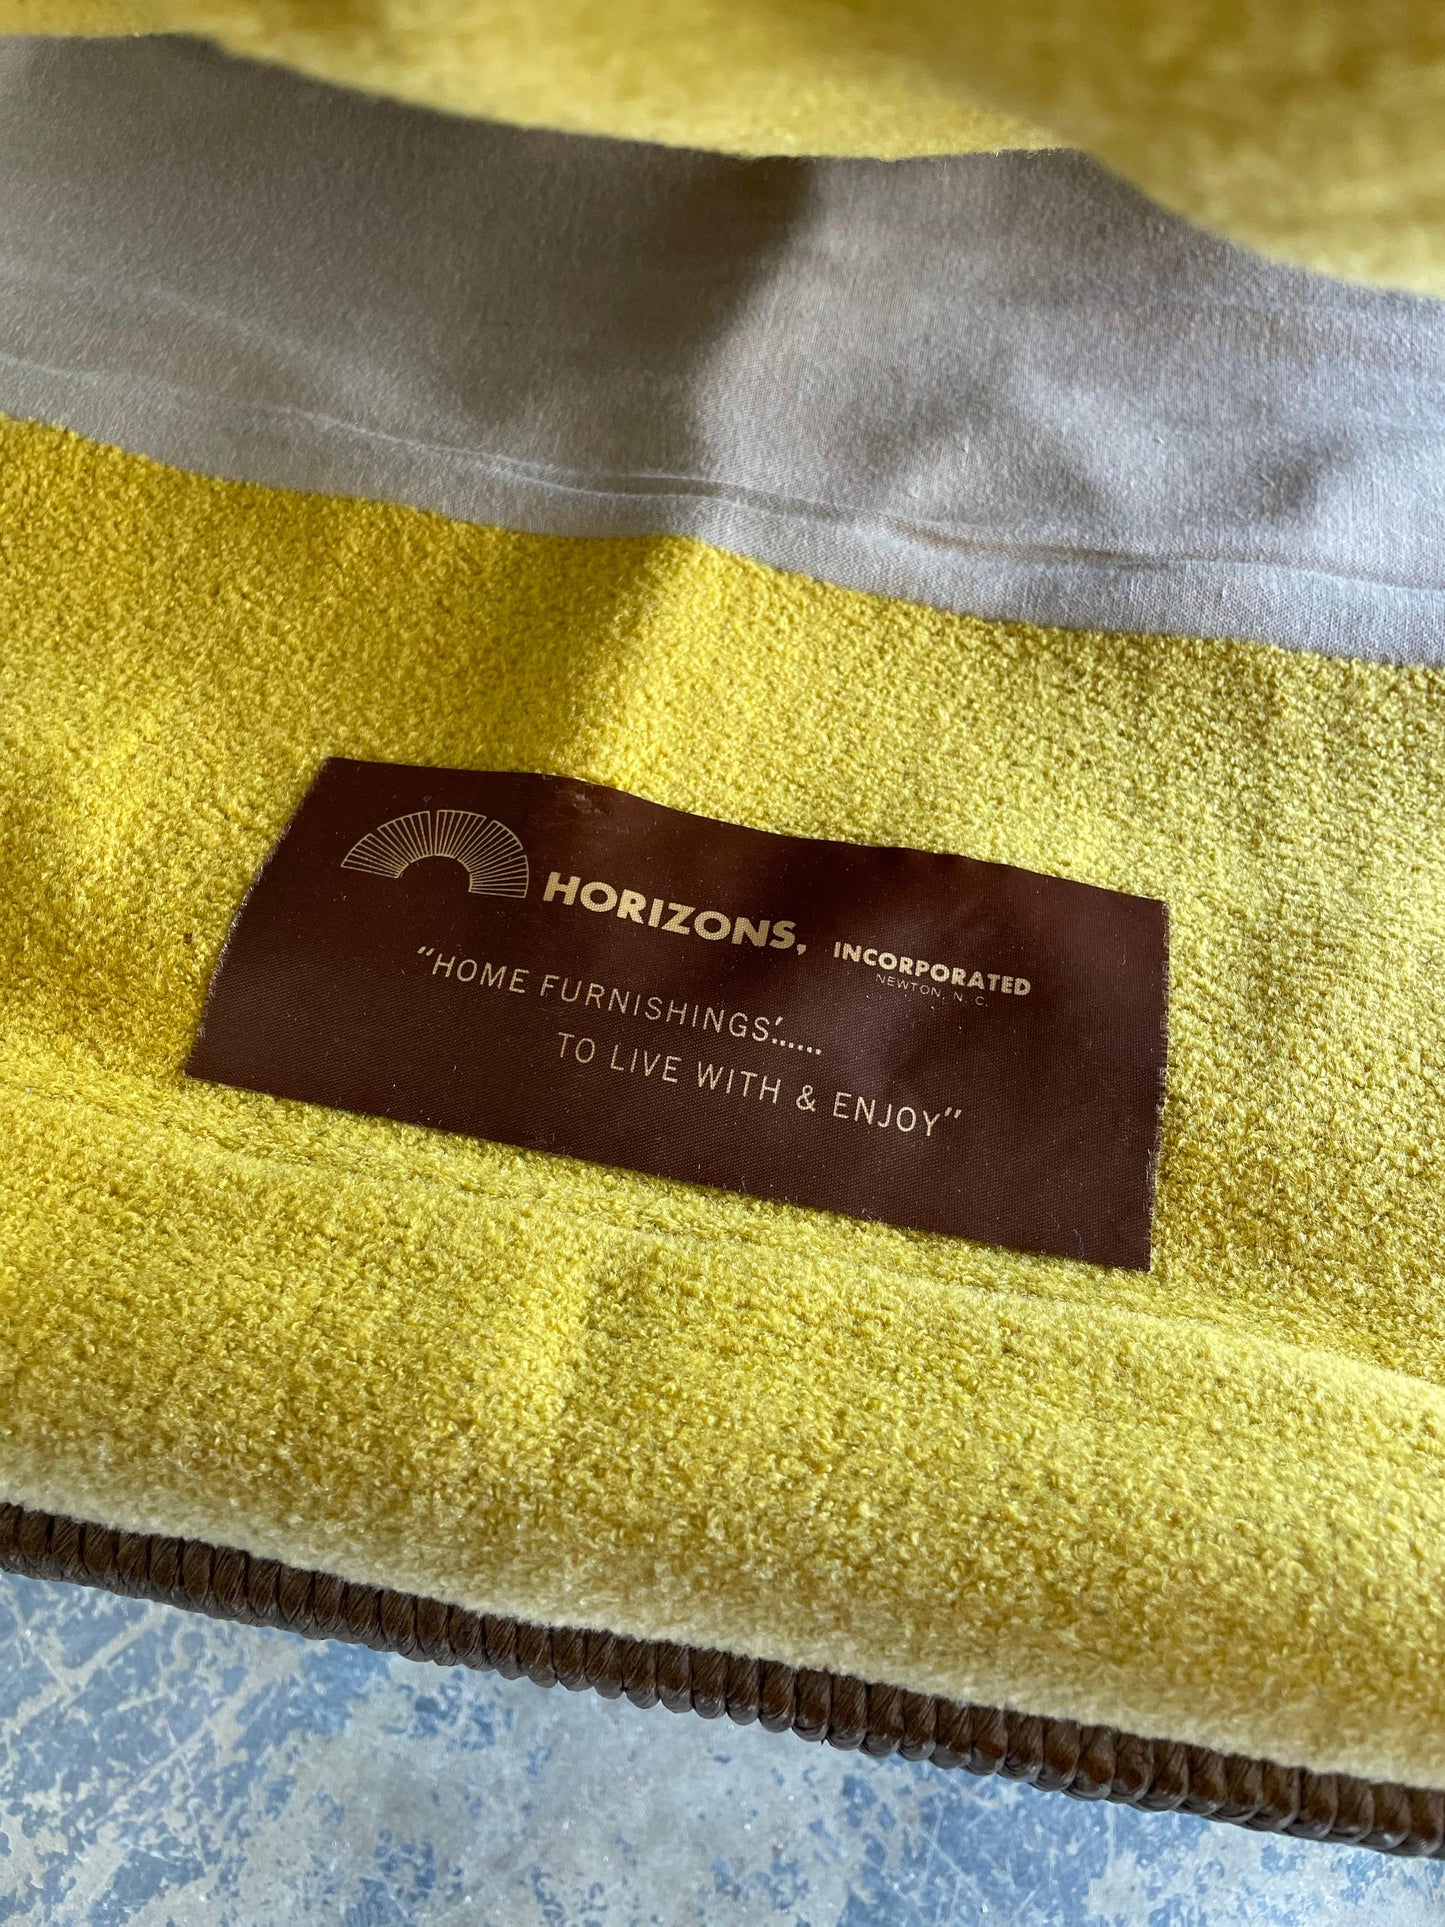 HORIZONS, INCORPORATED
NEWTON, N. C.
“HOME FURNISHINGS’......
TO LIVE WITH & ENJOY”